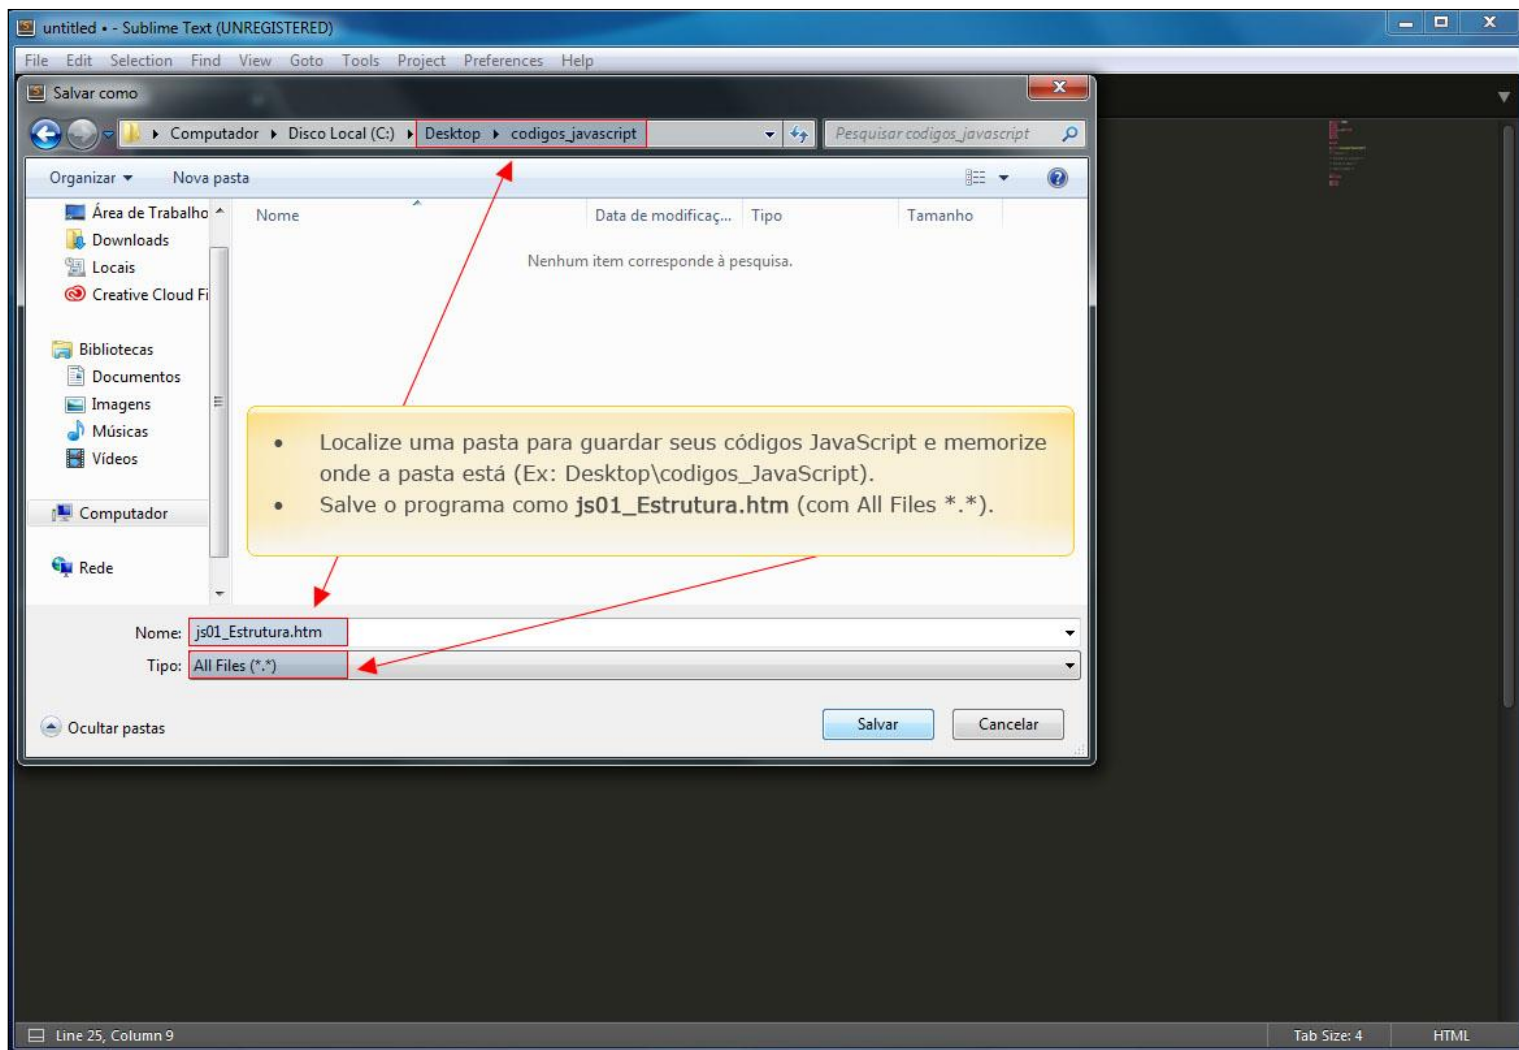 untitled • - Sublime Text (UNREGISTERED)
File Edit Selection Find View Goto Tools Project Preferences Help
Salvar como
Computador Disco Local (C:) Desktop codigos_javascript Pesquisar codigos_javascript
Organizar Nova pasta
Área de Trabalho
Downloads
Locais
Creative Cloud Fi
Bibliotecas
Documentos
Imagens
Músicas
Vídeos
Computador
Rede
Nome Data de modificaç... Tipo Tamanho
Nenhum item corresponde à pesquisa.
• Localize uma pasta para guardar seus códigos JavaScript e memorize
onde a pasta está (Ex: Desktop\codigos_JavaScript).
• Salve o programa como js01_Estrutura.htm (com All Files *.*).
Nome: js01_Estrutura.htm
Tipo: All Files (*.*)
Ocultar pastas Salvar Cancelar
Line 25, Column 9 Tab Size: 4 HTML